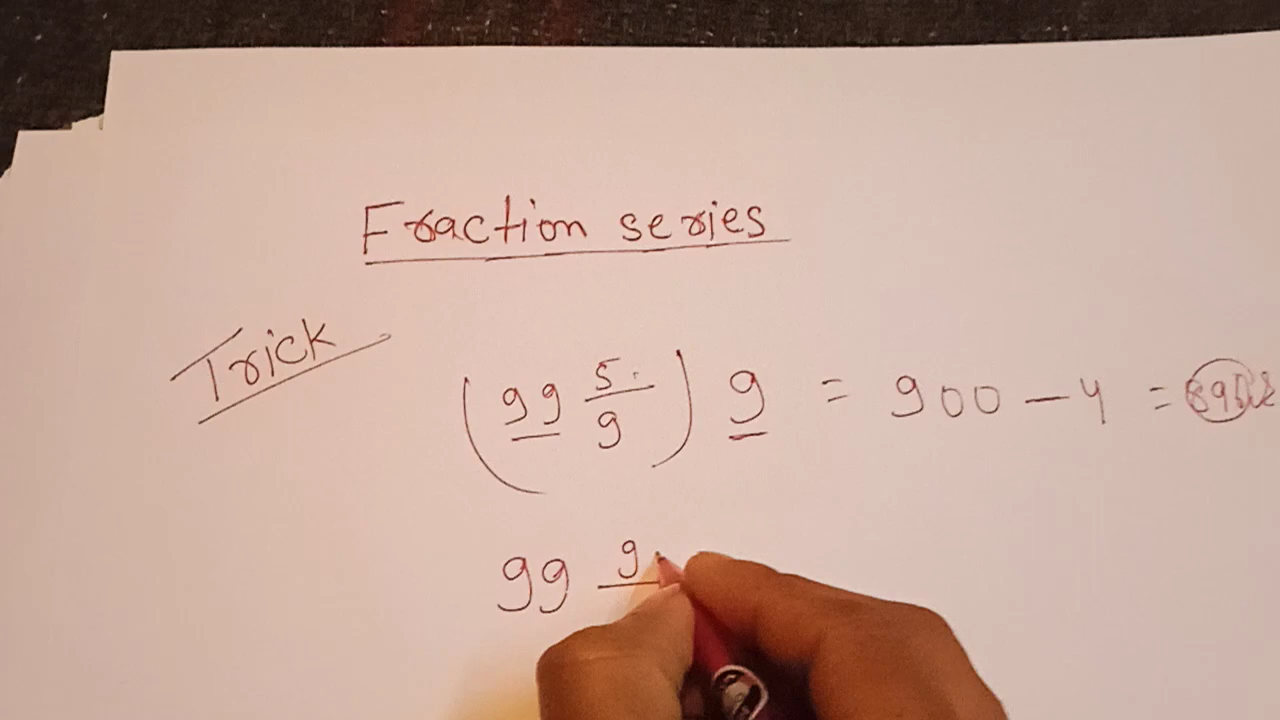 Fraction series
Trick
(99 5/9) 9 = 900 - 4 =
99 9